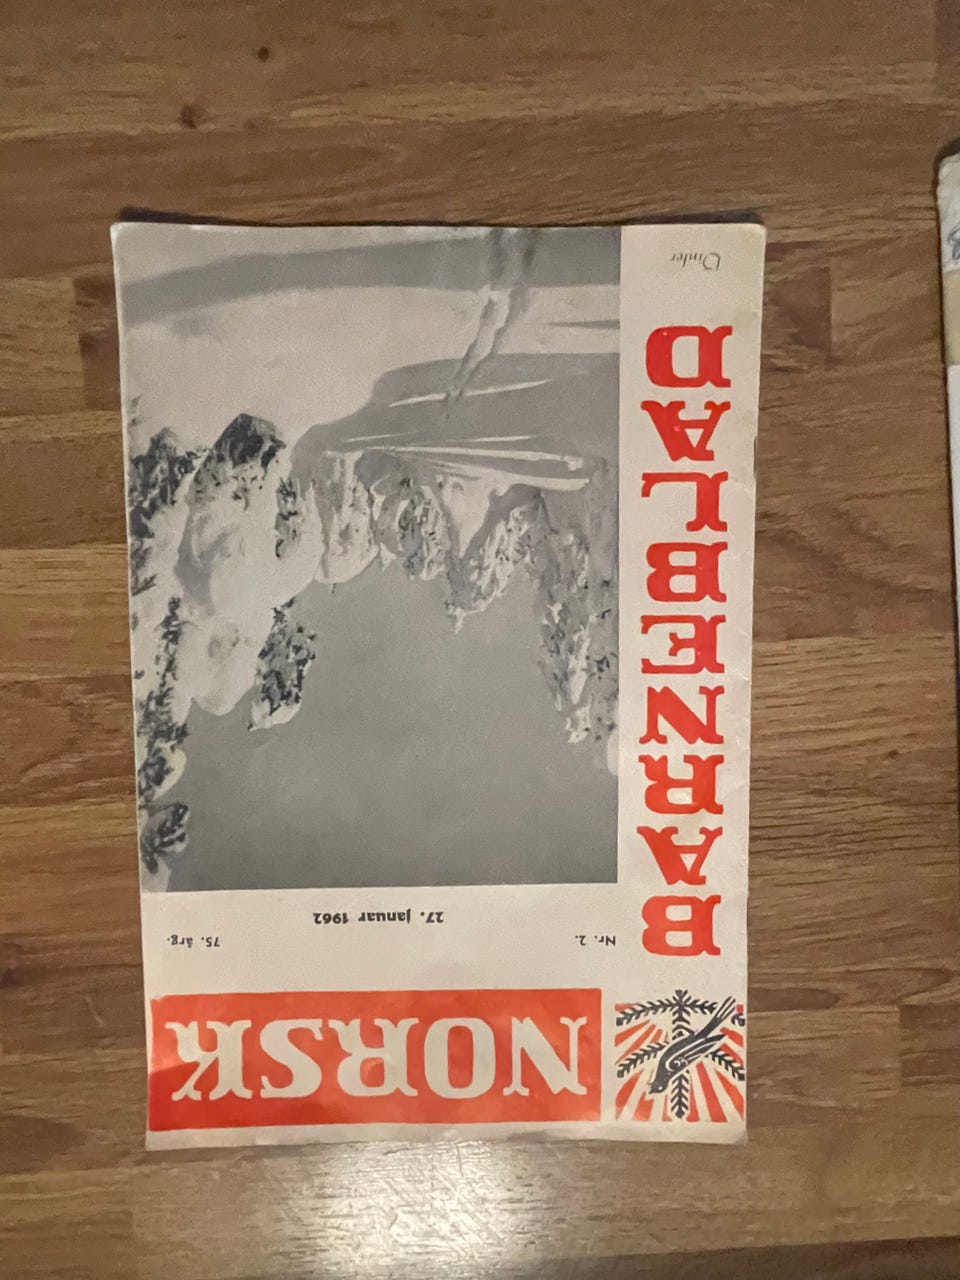 NORSK
BARNEBLAD
Nr. 2. 75. årg.
27. januar 1962
Vinter